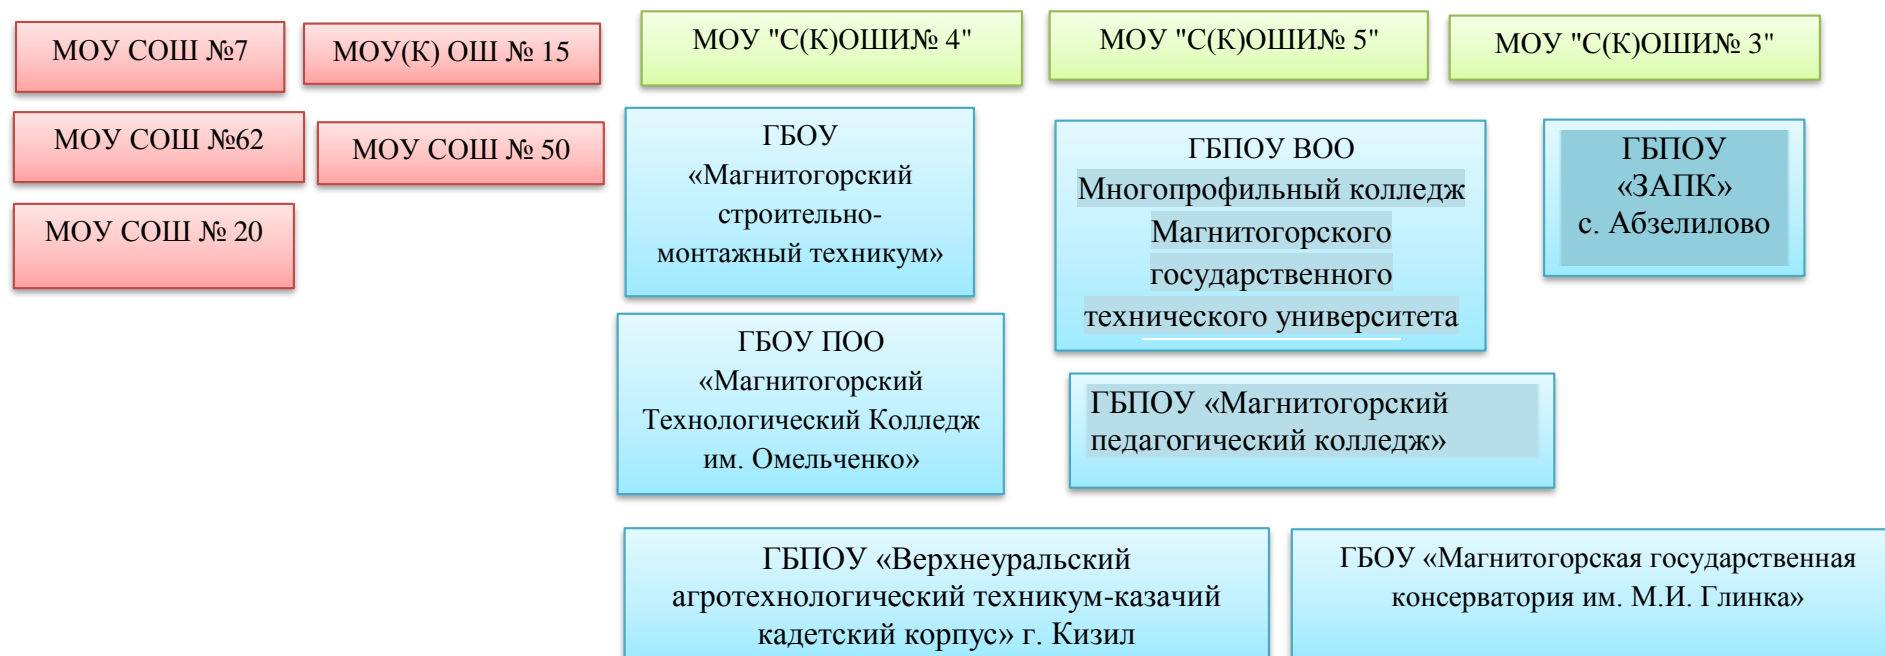 МОУ СОШ №7
МОУ(К) ОШ № 15
МОУ "С(К)ОШИ№ 4"
МОУ "С(К)ОШИ№ 5"
МОУ "С(К)ОШИ№ 3"
МОУ СОШ №62
МОУ СОШ № 50
МОУ СОШ № 20
ГБОУ
«Магнитогорский
строительно-
монтажный техникум»
ГБПОУ ВОО
Многопрофильный колледж
Магнитогорского
государственного
технического университета
ГБПОУ
«ЗАПК»
с. Абзелилово
ГБОУ ПОО
«Магнитогорский
Технологический Колледж
им. Омельченко»
ГБПОУ «Магнитогорский
педагогический колледж»
ГБПОУ «Верхнеуральский
агротехнологический техникум-казачий
кадетский корпус» г. Кизил
ГБОУ «Магнитогорская государственная
консерватория им. М.И. Глинка»